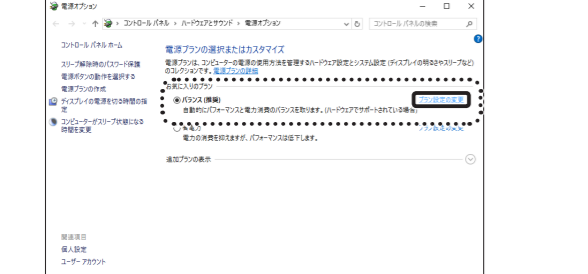 電源オプション
コントロール パネル › ハードウェアとサウンド › 電源オプション
コントロール パネルの検索
コントロール パネル ホーム
スリープ解除時のパスワード保護
電源ボタンの動作を選択する
電源プランの作成
ディスプレイの電源を切る時間の指
定
コンピューターがスリープ状態になる
時間を変更
電源プランの選択またはカスタマイズ
電源プランは、コンピューターの電源の使用方法を管理するハードウェア設定とシステム設定 (ディスプレイの明るさやスリープなど)
のコレクションです。電源プランの詳細
お気に入りのプラン
バランス (推奨)
プラン設定の変更
自動的にパフォーマンスと電力消費のバランスを取ります。(ハードウェアでサポートされている場合)
省電力
プラン設定の変更
電力の消費を抑えますが、パフォーマンスは低下します。
追加プランの表示
関連項目
個人設定
ユーザー アカウント